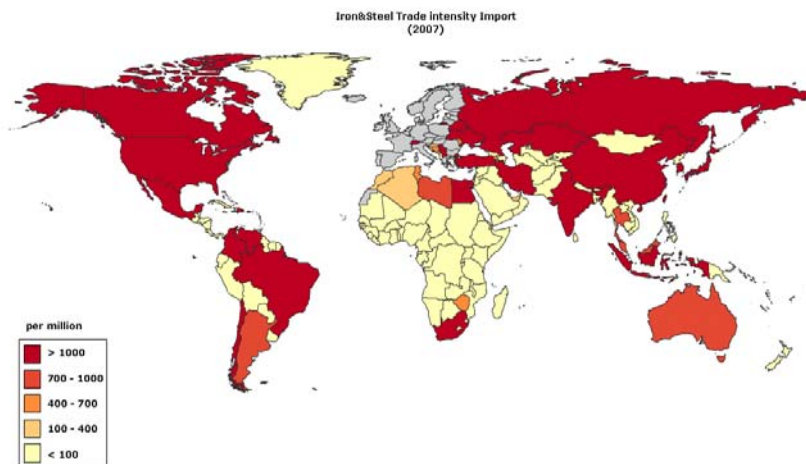 Iron&Steel Trade intensity Import
(2007)
per million
> 1000
700 - 1000
400 - 700
100 - 400
< 100